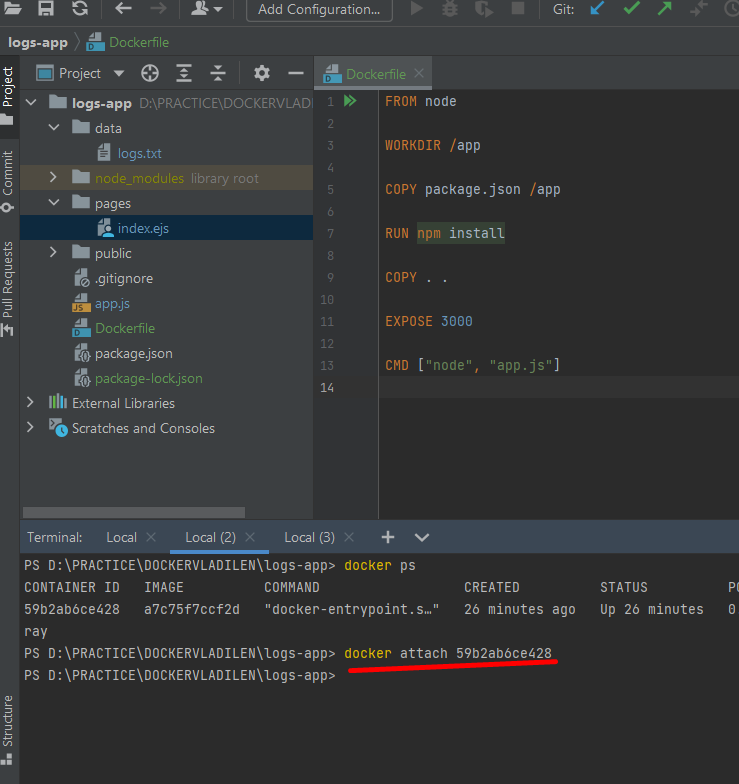 Add Configuration...
Git:
logs-app
Dockerfile
Project
Dockerfile
Project
Commit
Pull Requests
Structure
logs-app D:\PRACTICE\DOCKERVLADILEN
data
logs.txt
node_modules library root
pages
index.ejs
public
.gitignore
app.js
Dockerfile
package.json
package-lock.json
External Libraries
Scratches and Consoles
1 FROM node
2
3 WORKDIR /app
4
5 COPY package.json /app
6
7 RUN npm install
8
9 COPY . .
10
11 EXPOSE 3000
12
13 CMD ["node", "app.js"]
14
Terminal: Local Local (2) Local (3)
PS D:\PRACTICE\DOCKERVLADILEN\logs-app> docker ps
CONTAINER ID IMAGE COMMAND CREATED STATUS PO
59b2ab6ce428 a7c75f7ccf2d "docker-entrypoint.s…" 26 minutes ago Up 26 minutes 0
ray
PS D:\PRACTICE\DOCKERVLADILEN\logs-app> docker attach 59b2ab6ce428
PS D:\PRACTICE\DOCKERVLADILEN\logs-app>